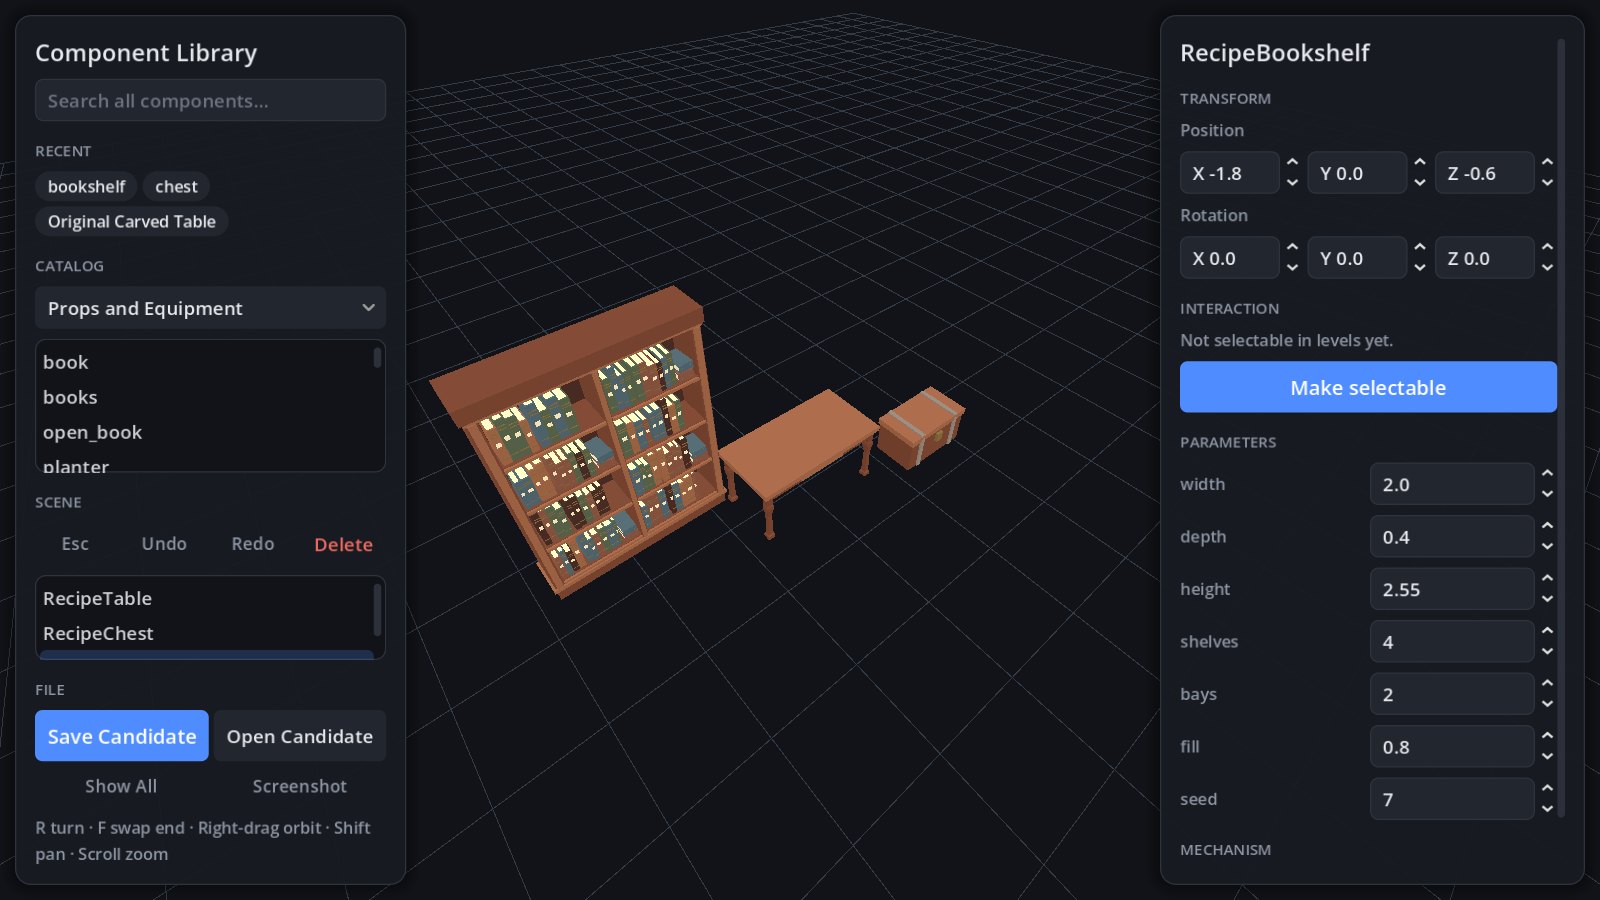 Component Library
Search all components...
RECENT
bookshelf
chest
Original Carved Table
CATALOG
Props and Equipment
book
books
open_book
planter
SCENE
Esc
Undo
Redo
Delete
RecipeTable
RecipeChest
FILE
Save Candidate
Open Candidate
Show All
Screenshot
R turn · F swap end · Right-drag orbit · Shift
pan · Scroll zoom
RecipeBookshelf
TRANSFORM
Position
X -1.8
Y 0.0
Z -0.6
Rotation
X 0.0
Y 0.0
Z 0.0
INTERACTION
Not selectable in levels yet.
Make selectable
PARAMETERS
width
2.0
depth
0.4
height
2.55
shelves
4
bays
2
fill
0.8
seed
7
MECHANISM